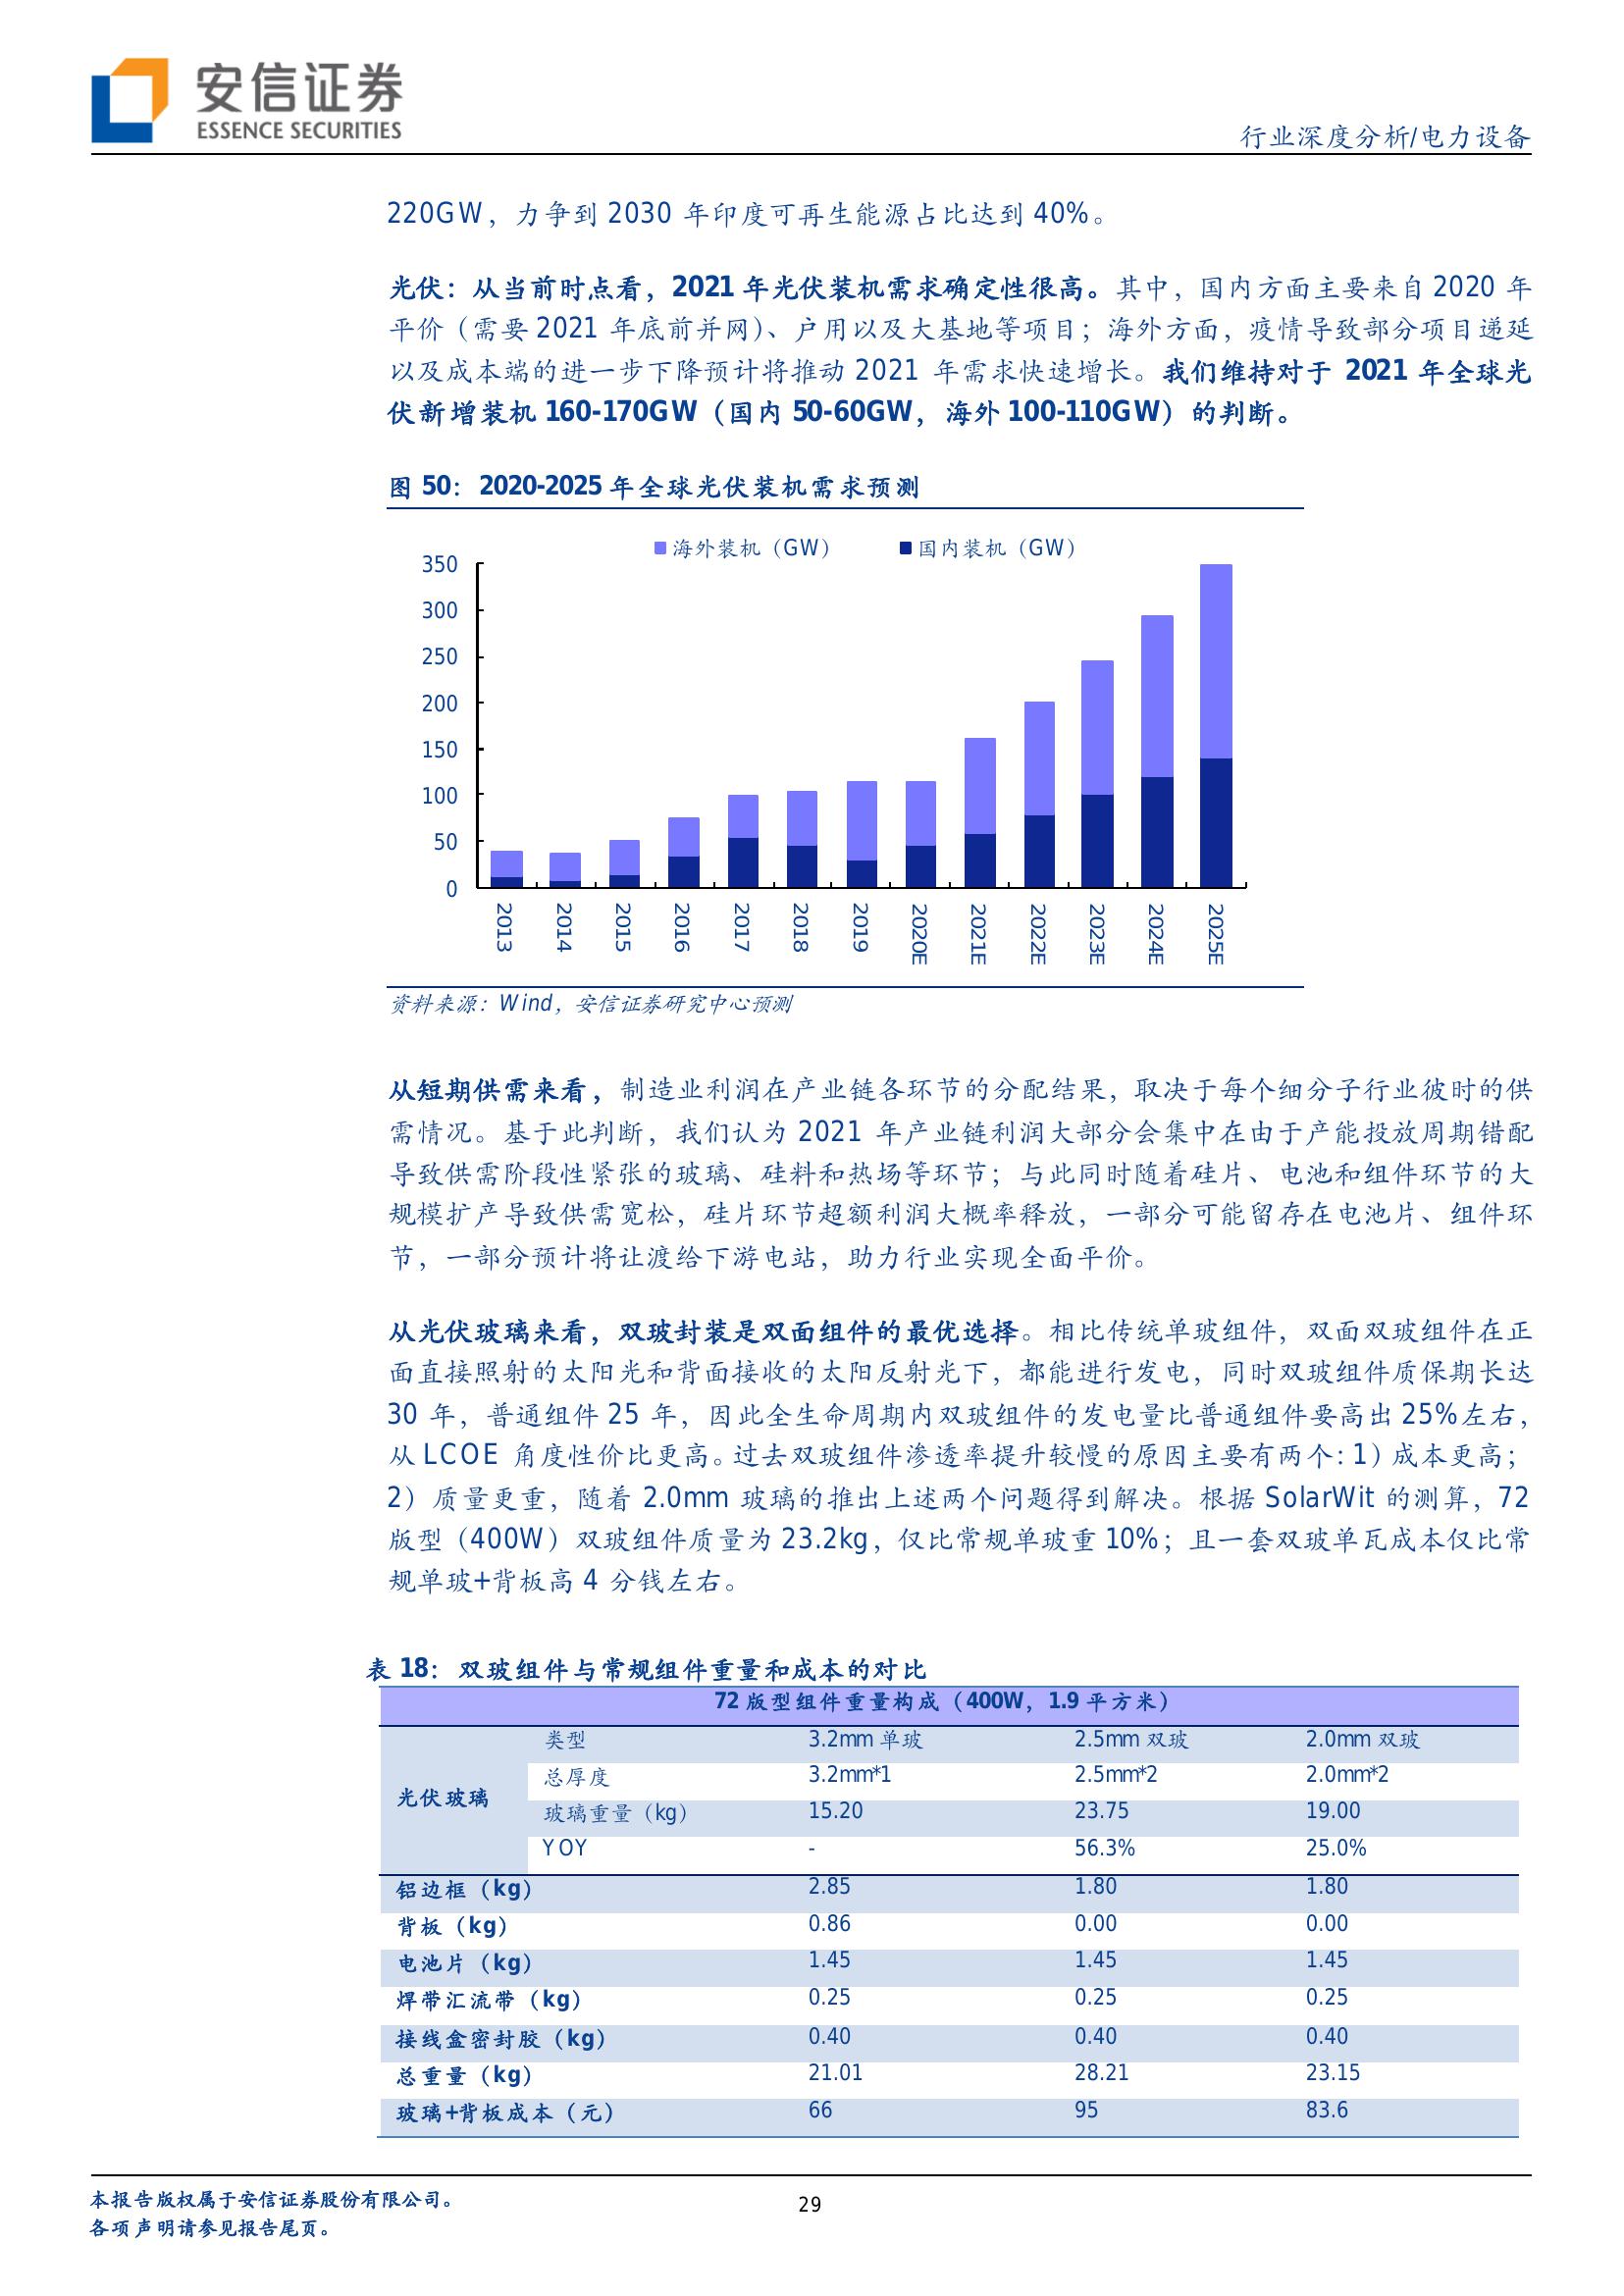 安信证券
ESSENCE SECURITIES
行业深度分析/电力设备
220GW，力争到 2030 年印度可再生能源占比达到 40%。
光伏：从当前时点看，2021 年光伏装机需求确定性很高。其中，国内方面主要来自 2020 年
平价（需要 2021 年底前并网）、户用以及大基地等项目；海外方面，疫情导致部分项目递延
以及成本端的进一步下降预计将推动 2021 年需求快速增长。我们维持对于 2021 年全球光
伏新增装机 160-170GW（国内 50-60GW，海外 100-110GW）的判断。
图 50：2020-2025 年全球光伏装机需求预测
海外装机（GW） 国内装机（GW）
350
300
250
200
150
100
50
0
2013 2014 2015 2016 2017 2018 2019 2020E 2021E 2022E 2023E 2024E 2025E
资料来源：Wind，安信证券研究中心预测
从短期供需来看，制造业利润在产业链各环节的分配结果，取决于每个细分子行业彼时的供
需情况。基于此判断，我们认为 2021 年产业链利润大部分会集中在由于产能投放周期错配
导致供需阶段性紧张的玻璃、硅料和热场等环节；与此同时随着硅片、电池和组件环节的大
规模扩产导致供需宽松，硅片环节超额利润大概率释放，一部分可能留存在电池片、组件环
节，一部分预计将让渡给下游电站，助力行业实现全面平价。
从光伏玻璃来看，双玻封装是双面组件的最优选择。相比传统单玻组件，双面双玻组件在正
面直接照射的太阳光和背面接收的太阳反射光下，都能进行发电，同时双玻组件质保期长达
30 年，普通组件 25 年，因此全生命周期内双玻组件的发电量比普通组件要高出 25%左右，
从 LCOE 角度性价比更高。过去双玻组件渗透率提升较慢的原因主要有两个：1）成本更高；
2）质量更重，随着 2.0mm 玻璃的推出上述两个问题得到解决。根据 SolarWit 的测算，72
版型（400W）双玻组件质量为 23.2kg，仅比常规单玻重 10%；且一套双玻单瓦成本仅比常
规单玻+背板高 4 分钱左右。
表 18：双玻组件与常规组件重量和成本的对比
72 版型组件重量构成（400W，1.9 平方米）
光伏玻璃
类型 3.2mm 单玻 2.5mm 双玻 2.0mm 双玻
总厚度 3.2mm*1 2.5mm*2 2.0mm*2
玻璃重量（kg） 15.20 23.75 19.00
YOY - 56.3% 25.0%
铝边框（kg） 2.85 1.80 1.80
背板（kg） 0.86 0.00 0.00
电池片（kg） 1.45 1.45 1.45
焊带汇流带（kg） 0.25 0.25 0.25
接线盒密封胶（kg） 0.40 0.40 0.40
总重量（kg） 21.01 28.21 23.15
玻璃+背板成本（元） 66 95 83.6
本报告版权属于安信证券股份有限公司。
各项声明请参见报告尾页。
29